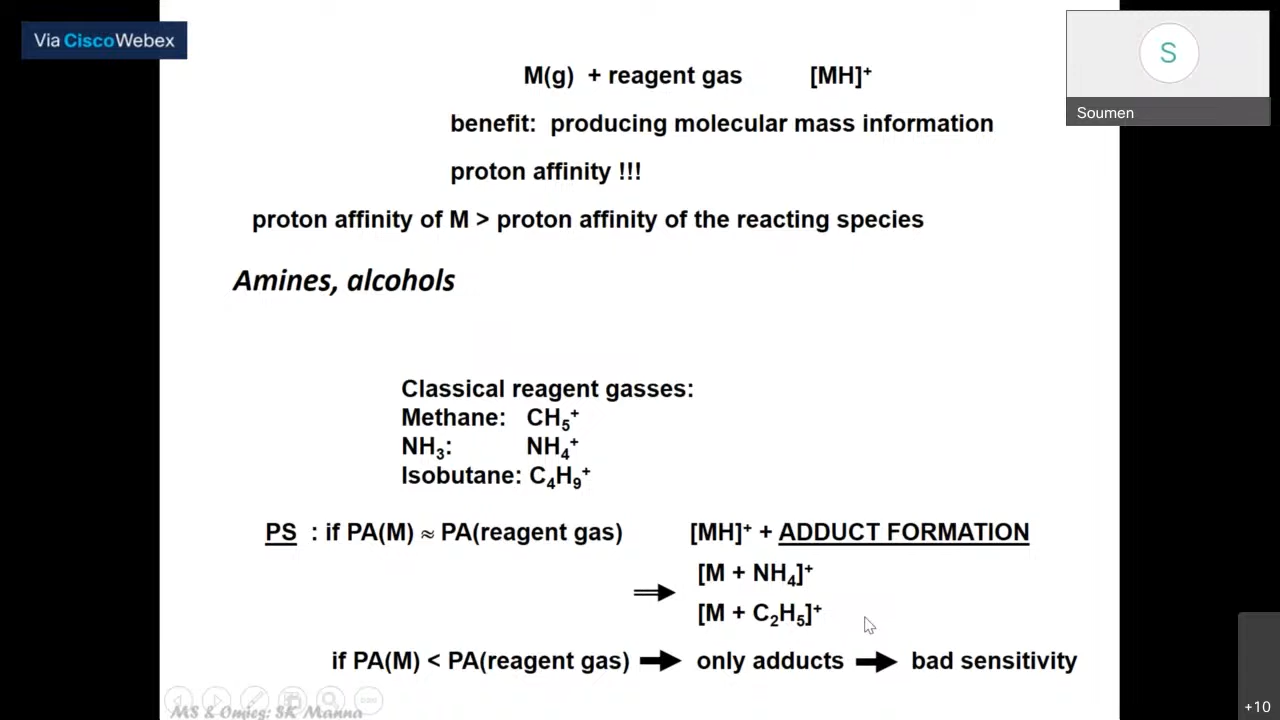 Via CiscoWebex
S
Soumen
M(g) + reagent gas [MH]⁺
benefit: producing molecular mass information
proton affinity !!!
proton affinity of M > proton affinity of the reacting species
Amines, alcohols
Classical reagent gasses:
Methane: CH₅⁺
NH₃: NH₄⁺
Isobutane: C₄H₉⁺
PS : if PA(M) ≈ PA(reagent gas) [MH]⁺ + ADDUCT FORMATION
[M + NH₄]⁺
[M + C₂H₅]⁺
if PA(M) < PA(reagent gas) only adducts bad sensitivity
MS & Omics: SK Manna
+10